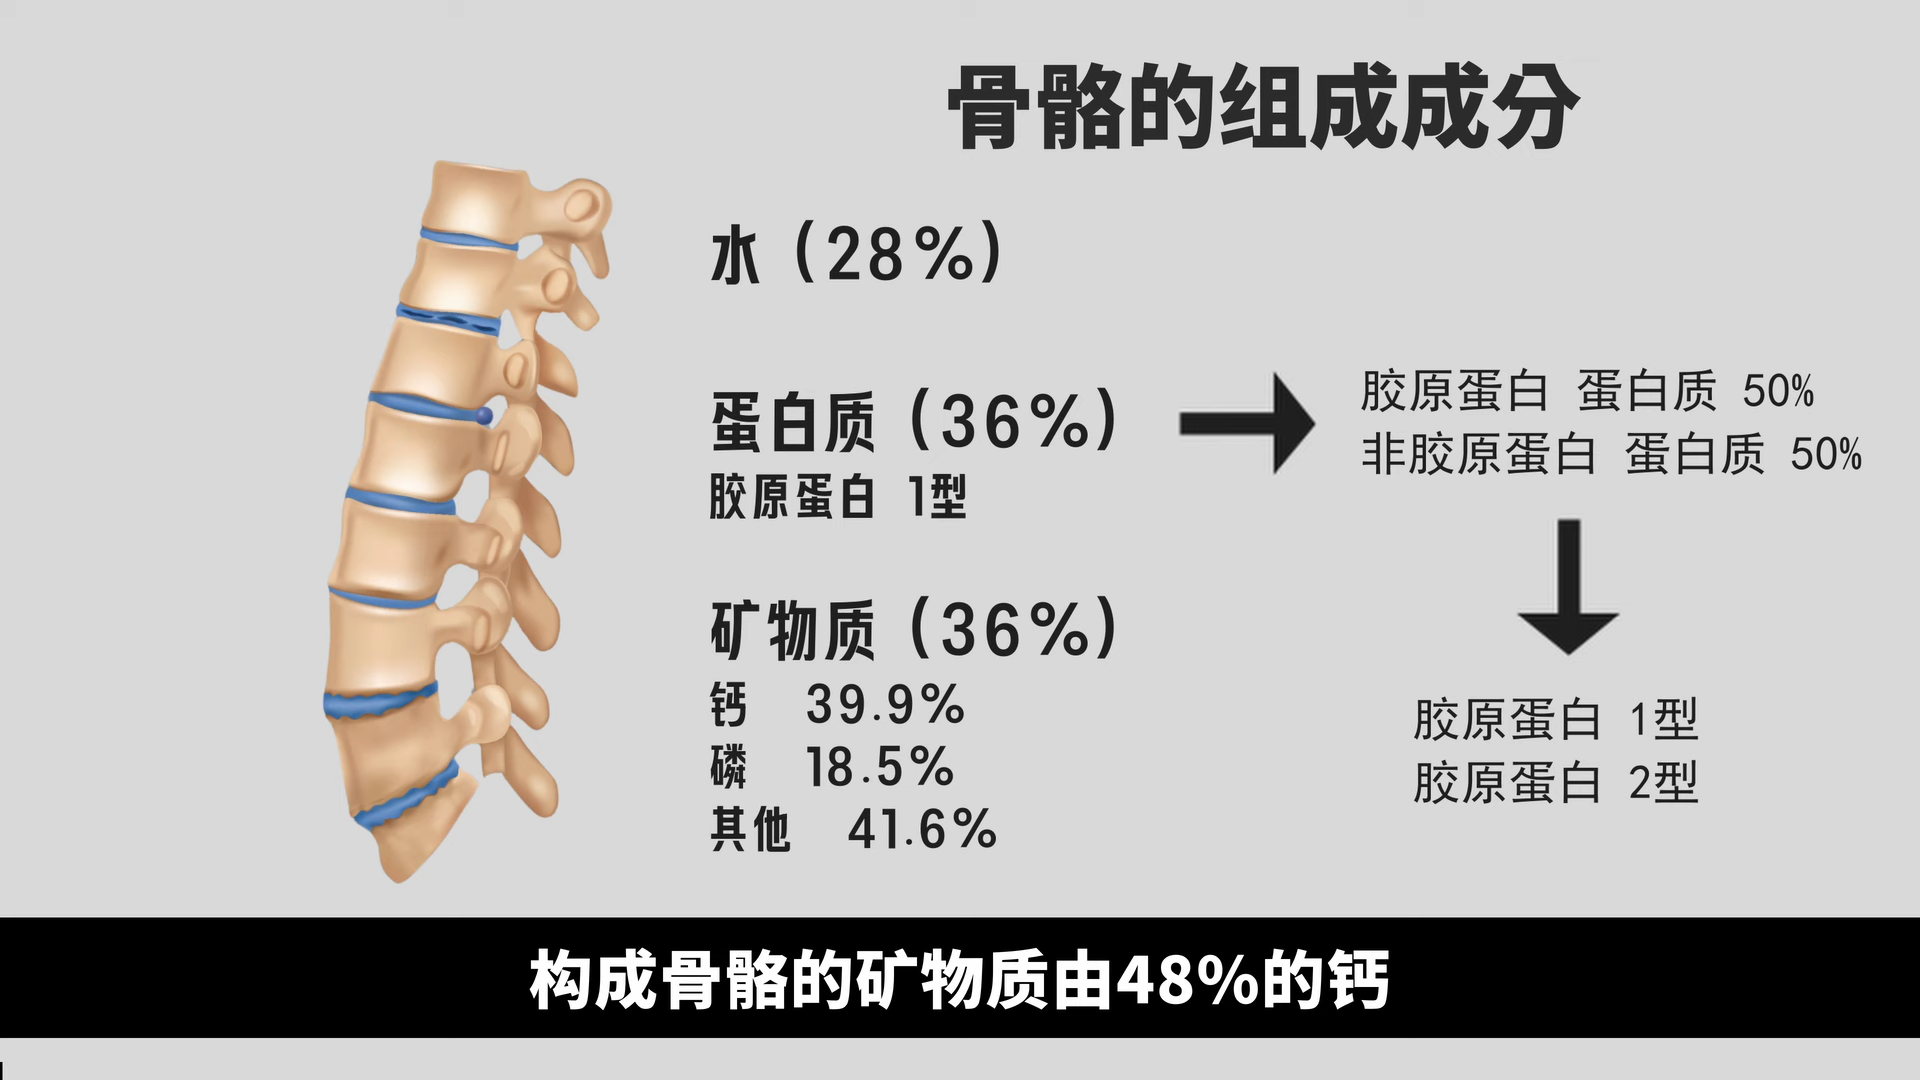 骨骼的组成成分
水（28%）
蛋白质（36%）
胶原蛋白 1型
矿物质（36%）
钙 39.9%
磷 18.5%
其他 41.6%
胶原蛋白 蛋白质 50%
非胶原蛋白 蛋白质 50%
胶原蛋白 1型
胶原蛋白 2型
构成骨骼的矿物质由48%的钙